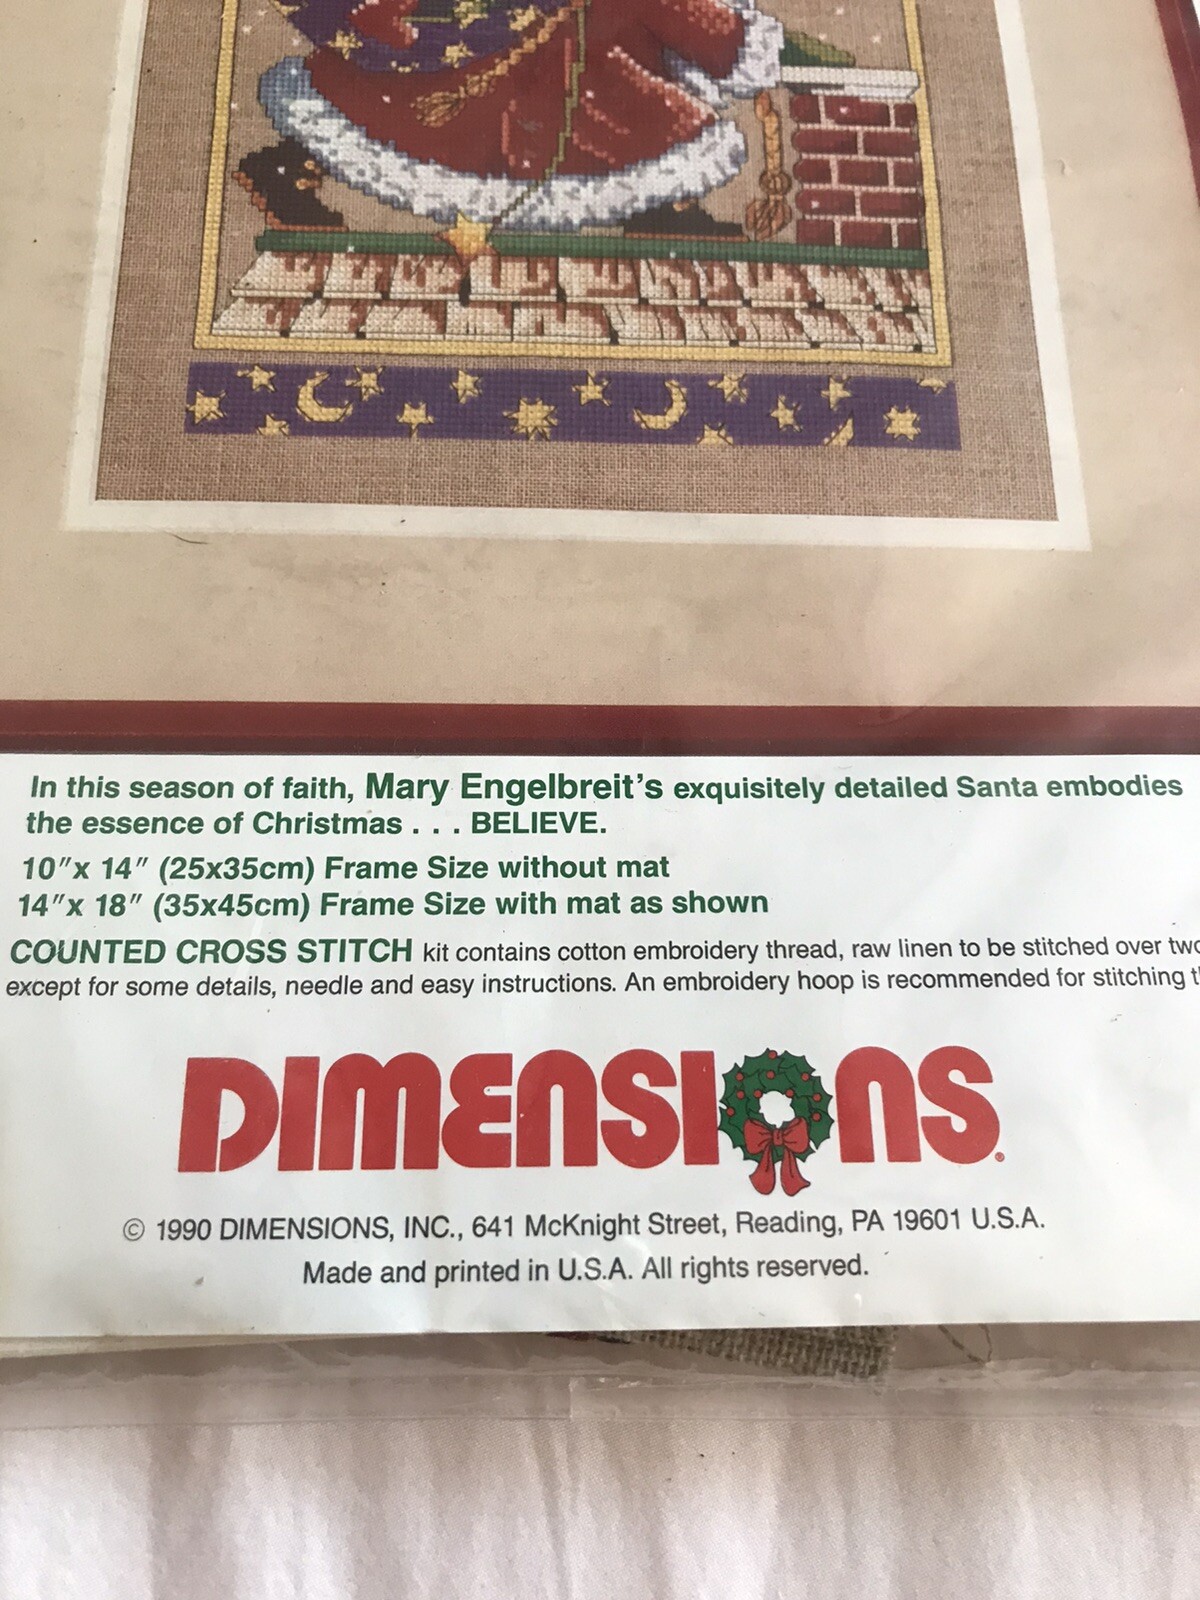 In this season of faith, Mary Engelbreit's exquisitely detailed Santa embodies
the essence of Christmas . . . BELIEVE.
10"x 14" (25x35cm) Frame Size without mat
14"x 18" (35x45cm) Frame Size with mat as shown
COUNTED CROSS STITCH kit contains cotton embroidery thread, raw linen to be stitched over
except for some details, needle and easy instructions. An embroidery hoop is recommended for stitching
DIMENSIONS®
© 1990 DIMENSIONS, INC., 641 McKnight Street, Reading, PA 19601 U.S.A.
Made and printed in U.S.A. All rights reserved.